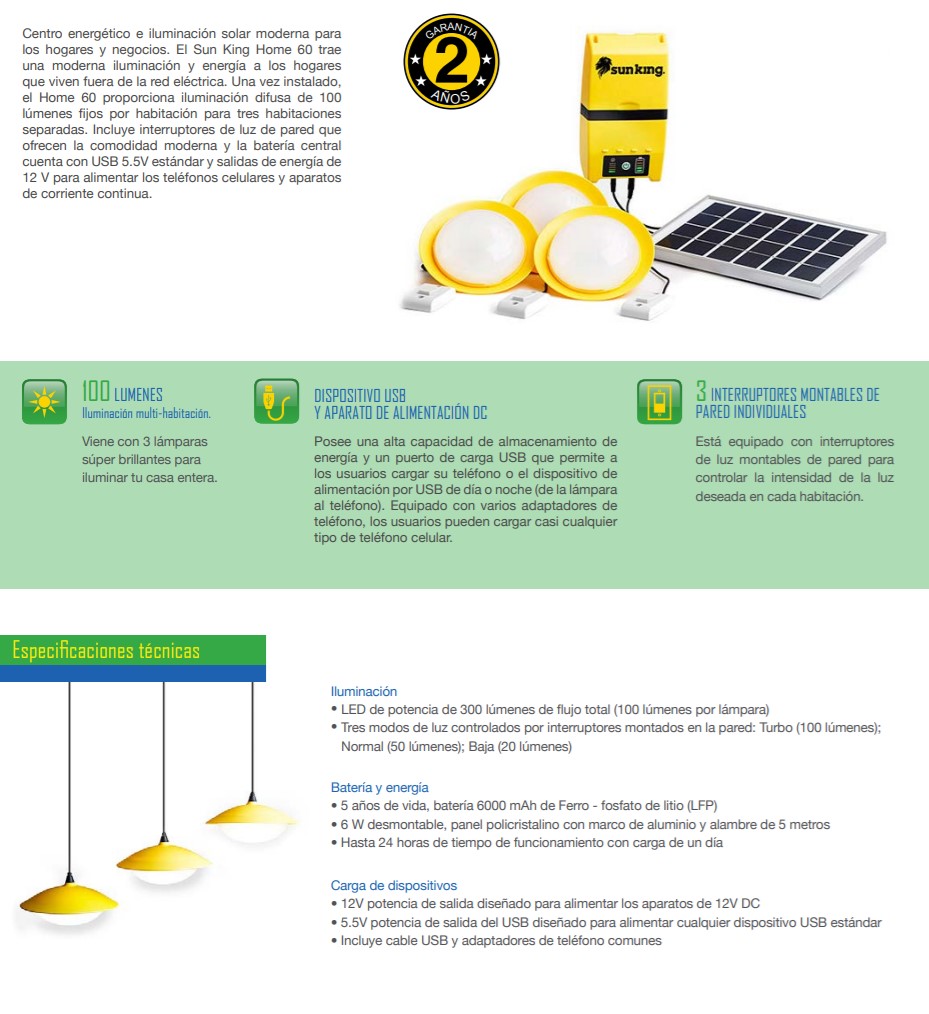 Centro energético e iluminación solar moderna para
los hogares y negocios. El Sun King Home 60 trae
una moderna iluminación y energía a los hogares
que viven fuera de la red eléctrica. Una vez instalado,
el Home 60 proporciona iluminación difusa de 100
lúmenes fijos por habitación para tres habitaciones
separadas. Incluye interruptores de luz de pared que
ofrecen la comodidad moderna y la batería central
cuenta con USB 5.5V estándar y salidas de energía de
12 V para alimentar los teléfonos celulares y aparatos
de corriente continua.
GARANTIA
2
AÑOS
sunking.
100 LUMENES
Iluminación multi-habitación.
Viene con 3 lámparas
súper brillantes para
iluminar tu casa entera.
DISPOSITIVO USB
Y APARATO DE ALIMENTACIÓN DC
Posee una alta capacidad de almacenamiento de
energía y un puerto de carga USB que permite a
los usuarios cargar su teléfono o el dispositivo de
alimentación por USB de día o noche (de la lámpara
al teléfono). Equipado con varios adaptadores de
teléfono, los usuarios pueden cargar casi cualquier
tipo de teléfono celular.
3 INTERRUPTORES MONTABLES DE
PARED INDIVIDUALES
Está equipado con interruptores
de luz montables de pared para
controlar la intensidad de la luz
deseada en cada habitación.
Especificaciones técnicas
Iluminación
• LED de potencia de 300 lúmenes de flujo total (100 lúmenes por lámpara)
• Tres modos de luz controlados por interruptores montados en la pared: Turbo (100 lúmenes);
Normal (50 lúmenes); Baja (20 lúmenes)
Batería y energía
• 5 años de vida, batería 6000 mAh de Ferro - fosfato de litio (LFP)
• 6 W desmontable, panel policristalino con marco de aluminio y alambre de 5 metros
• Hasta 24 horas de tiempo de funcionamiento con carga de un día
Carga de dispositivos
• 12V potencia de salida diseñado para alimentar los aparatos de 12V DC
• 5.5V potencia de salida del USB diseñado para alimentar cualquier dispositivo USB estándar
• Incluye cable USB y adaptadores de teléfono comunes